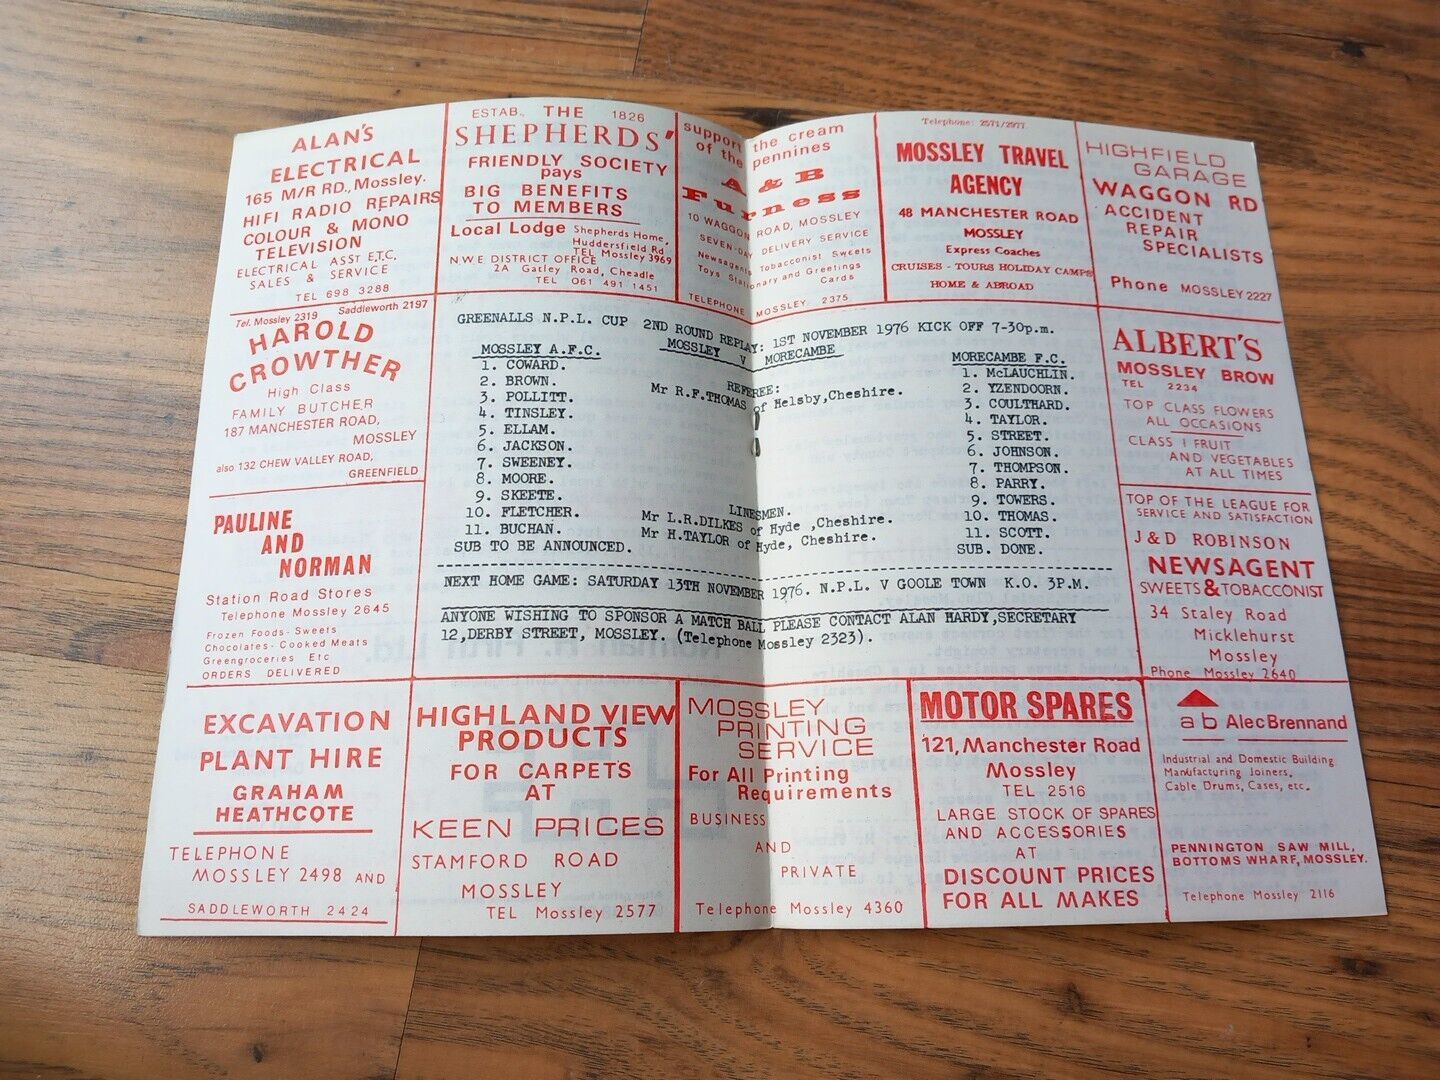 ALAN'S
ELECTRICAL
165 M/R RD., Mossley.
HIFI RADIO REPAIRS
COLOUR & MONO
TELEVISION
ELECTRICAL ASST E.T.C,
SALES & SERVICE
TEL 698 3288
ESTAB., THE 1826
SHEPHERDS'
FRIENDLY SOCIETY
pays
BIG BENEFITS
TO MEMBERS
Local Lodge Shepherds Home,
Huddersfield Rd
TEL Mossley 3969
N.W.E DISTRICT OFFICE
2A Gatley Road, Cheadle
TEL 061 491 1451
support the cream
of the pennines
A & B
Furness
10 WAGGON ROAD, MOSSLEY
SEVEN-DAY DELIVERY SERVICE
Newsagents Tobacconist Sweets
Toys Stationary and Greetings
Cards
TELEPHONE MOSSLEY. 2375
Telephone: 2571/2977
MOSSLEY TRAVEL
AGENCY
48 MANCHESTER ROAD
MOSSLEY
Express Coaches
CRUISES - TOURS HOLIDAY CAMPS
HOME & ABROAD
HIGHFIELD
GARAGE
WAGGON RD
ACCIDENT
REPAIR
SPECIALISTS
Phone MOSSLEY 2227
Tel. Mossley 2319 Saddleworth 2197
HAROLD
CROWTHER
High Class
FAMILY BUTCHER
187 MANCHESTER ROAD,
MOSSLEY
also 132 CHEW VALLEY ROAD,
GREENFIELD
PAULINE
AND
NORMAN
Station Road Stores
Telephone Mossley 2645
Frozen Foods- Sweets
Chocolates- Cooked Meats
Greengroceries Etc
ORDERS DELIVERED
GREENALLS N.P.L. CUP 2ND ROUND REPLAY: 1ST NOVEMBER 1976 KICK OFF 7-30p.m.
MOSSLEY V MORECAMBE
MOSSLEY A.F.C.
1. COWARD.
2. BROWN.
3. POLLITT.
4. TINSLEY.
5. ELLAM.
6. JACKSON.
7. SWEENEY.
8. MOORE.
9. SKEETE.
10. FLETCHER.
11. BUCHAN.
SUB TO BE ANNOUNCED.
REFEREE:
Mr R.F.THOMAS of Helsby,Cheshire.
LINESMEN.
Mr L.R.DILKES of Hyde ,Cheshire.
Mr H.TAYLOR of Hyde, Cheshire.
MORECAMBE F.C.
1. McLAUCHLIN.
2. YZENDOORN.
3. COULTHARD.
4. TAYLOR.
5. STREET.
6. JOHNSON.
7. THOMPSON.
8. PARRY.
9. TOWERS.
10. THOMAS.
11. SCOTT.
SUB. DONE.
NEXT HOME GAME: SATURDAY 13TH NOVEMBER 1976. N.P.L. V GOOLE TOWN K.O. 3P.M.
ANYONE WISHING TO SPONSOR A MATCH BALL PLEASE CONTACT ALAN HARDY,SECRETARY
12,DERBY STREET, MOSSLEY. (Telephone Mossley 2323).
ALBERT'S
MOSSLEY BROW
TEL 2234
TOP CLASS FLOWERS
ALL OCCASIONS
CLASS 1 FRUIT
AND VEGETABLES
AT ALL TIMES
TOP OF THE LEAGUE FOR
SERVICE AND SATISFACTION
J & D ROBINSON
NEWSAGENT
SWEETS & TOBACCONIST
34 Staley Road
Micklehurst
Mossley
Phone Mossley 2640
EXCAVATION
PLANT HIRE
GRAHAM
HEATHCOTE
TELEPHONE
MOSSLEY 2498 AND
SADDLEWORTH 2424
HIGHLAND VIEW
PRODUCTS
FOR CARPETS
AT
KEEN PRICES
STAMFORD ROAD
MOSSLEY
TEL Mossley 2577
MOSSLEY
PRINTING
SERVICE
For All Printing
Requirements
BUSINESS
AND
PRIVATE
Telephone Mossley 4360
MOTOR SPARES
121, Manchester Road
Mossley
TEL 2516
LARGE STOCK OF SPARES
AND ACCESSORIES
AT
DISCOUNT PRICES
FOR ALL MAKES
a b Alec Brennand
Industrial and Domestic Building
Manufacturing Joiners,
Cable Drums, Cases, etc.
PENNINGTON SAW MILL,
BOTTOMS WHARF, MOSSLEY.
Telephone Mossley 2116